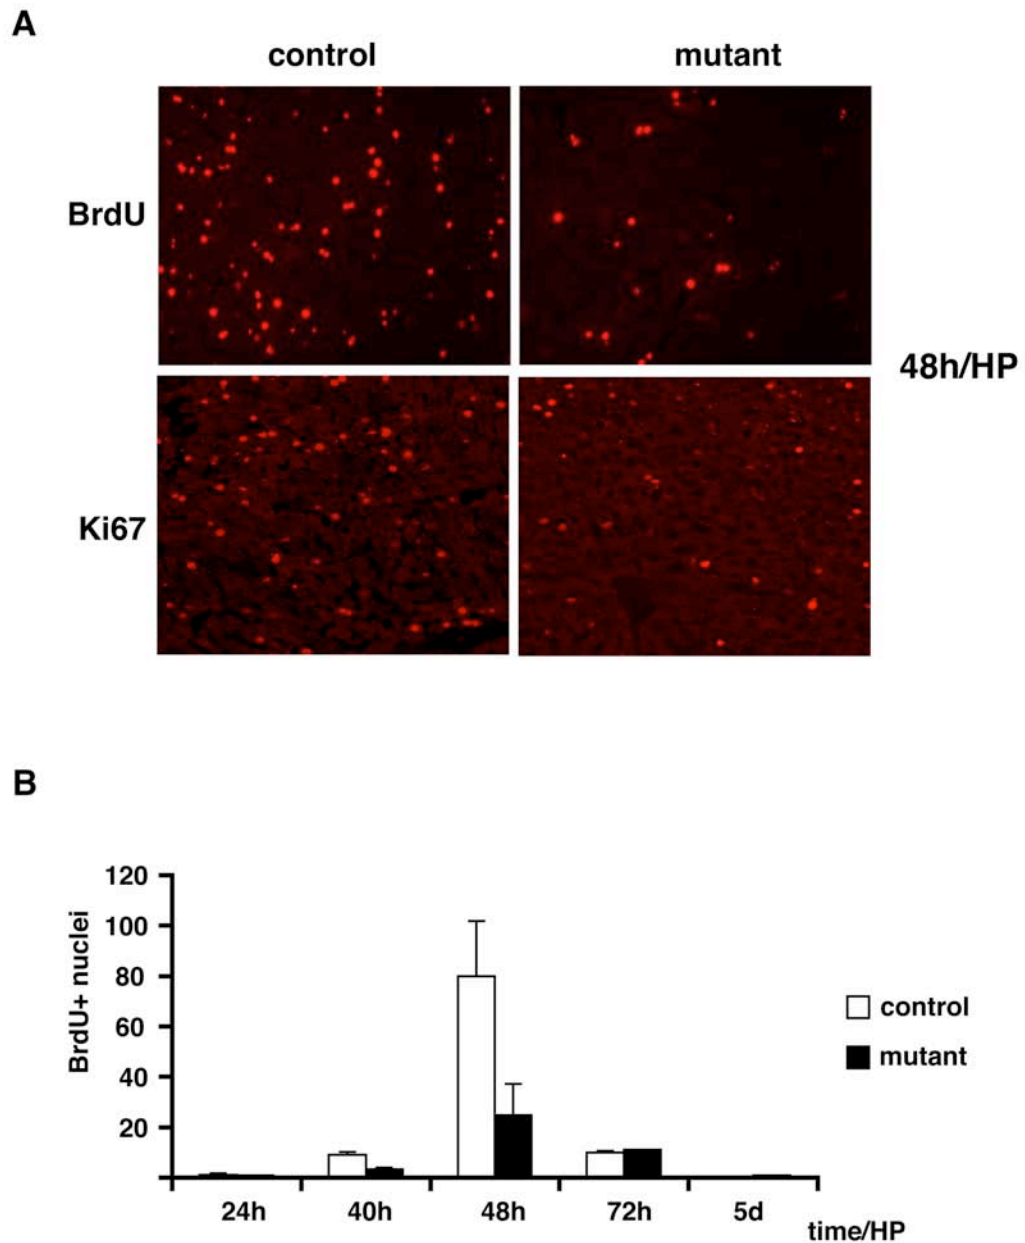 A
control
mutant
BrdU
48h/HP
Ki67
B
120
100
80
60
40
20
BrdU+ nuclei
control
mutant
24h
40h
48h
72h
5d
time/HP